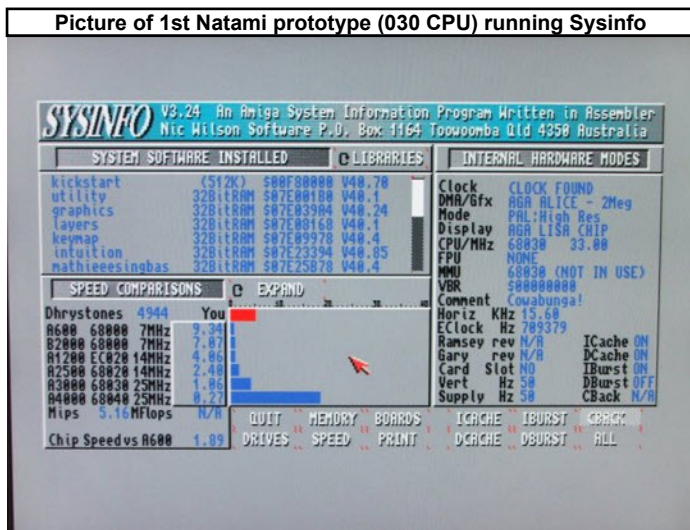 Picture of 1st Natami prototype (030 CPU) running Sysinfo
SYSINFO V3.24 An Amiga System Information Program Written in Assembler
Nic Wilson Software P.O. Box 1164 Toowoomba Qld 4350 Australia
SYSTEM SOFTWARE INSTALLED
C LIBRARIES
kickstart (512K) $00F80000 V40.70
utility 32BitRAM $07E001B0 V40.1
graphics 32BitRAM $07E039A4 V40.24
layers 32BitRAM $07E08168 V40.1
keymap 32BitRAM $07E09978 V40.4
intuition 32BitRAM $07E23394 V40.85
mathieeesingbas 32BitRAM $07E25B78 V40.4
INTERNAL HARDWARE MODES
Clock CLOCK FOUND
DMA/Gfx AGA ALICE - 2Meg
Mode PAL:High Res
Display AGA LISA CHIP
CPU/MHz 68030 33.00
FPU NONE
MMU 68030 (NOT IN USE)
VBR $00000000
Comment Cowabunga!
Horiz KHz 15.60
EClock Hz 709379
Ramsey rev N/A ICache ON
Gary rev N/A DCache ON
Card Slot NO IBurst ON
Vert Hz 50 DBurst OFF
Supply Hz 50 CBack N/A
SPEED COMPARISONS
C EXPAND
Dhrystones 4944 You
A600 68000 7MHz 9.34
B2000 68000 7MHz 7.07
A1200 EC020 14MHz 4.06
A2500 68020 14MHz 2.40
A3000 68030 25MHz 1.06
A4000 68040 25MHz 0.27
Mips 5.16 MFlops N/A
Chip Speed vs A600 1.89
QUIT MEMORY BOARDS ICACHE IBURST CBACK
DRIVES SPEED PRINT DCACHE DBURST ALL